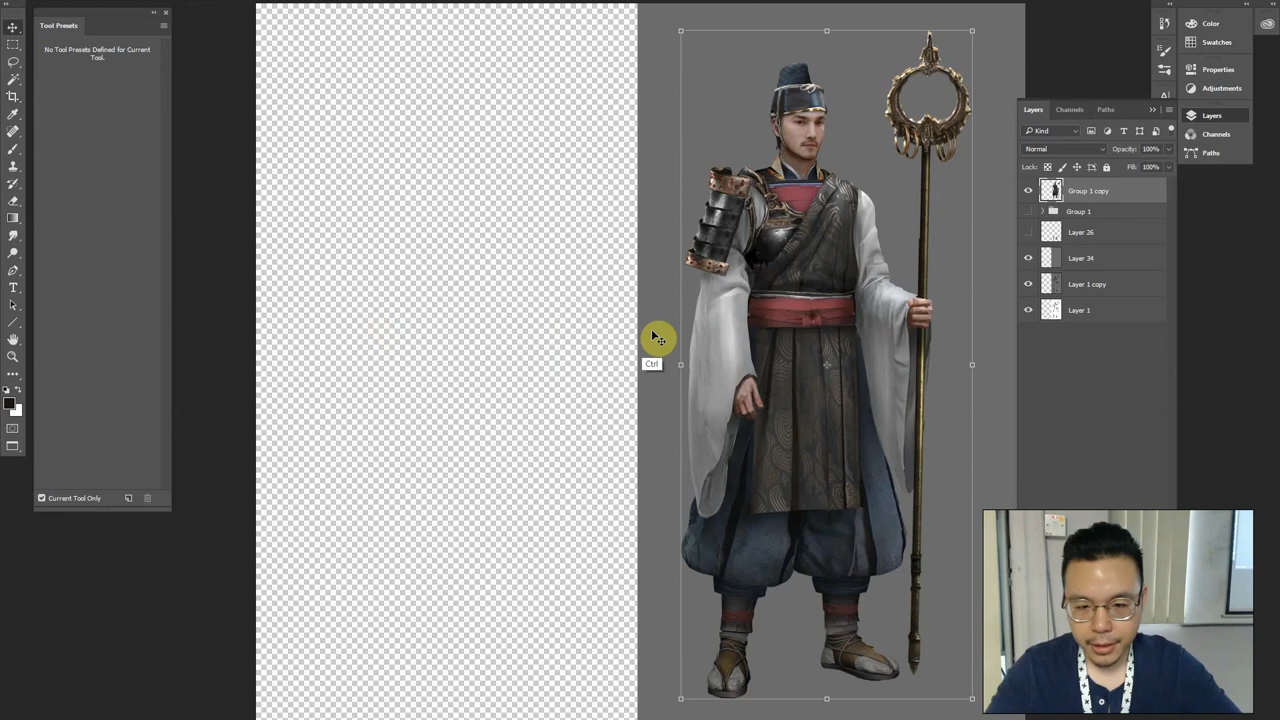 Tool Presets
No Tool Presets Defined for Current
Tool.
Current Tool Only
Ctrl
Color
Swatches
Properties
Adjustments
Layers
Channels
Paths
Layers
Channels
Paths
Kind
Normal
Opacity: 100%
Lock:
Fill: 100%
Group 1 copy
Group 1
Layer 26
Layer 34
Layer 1 copy
Layer 1